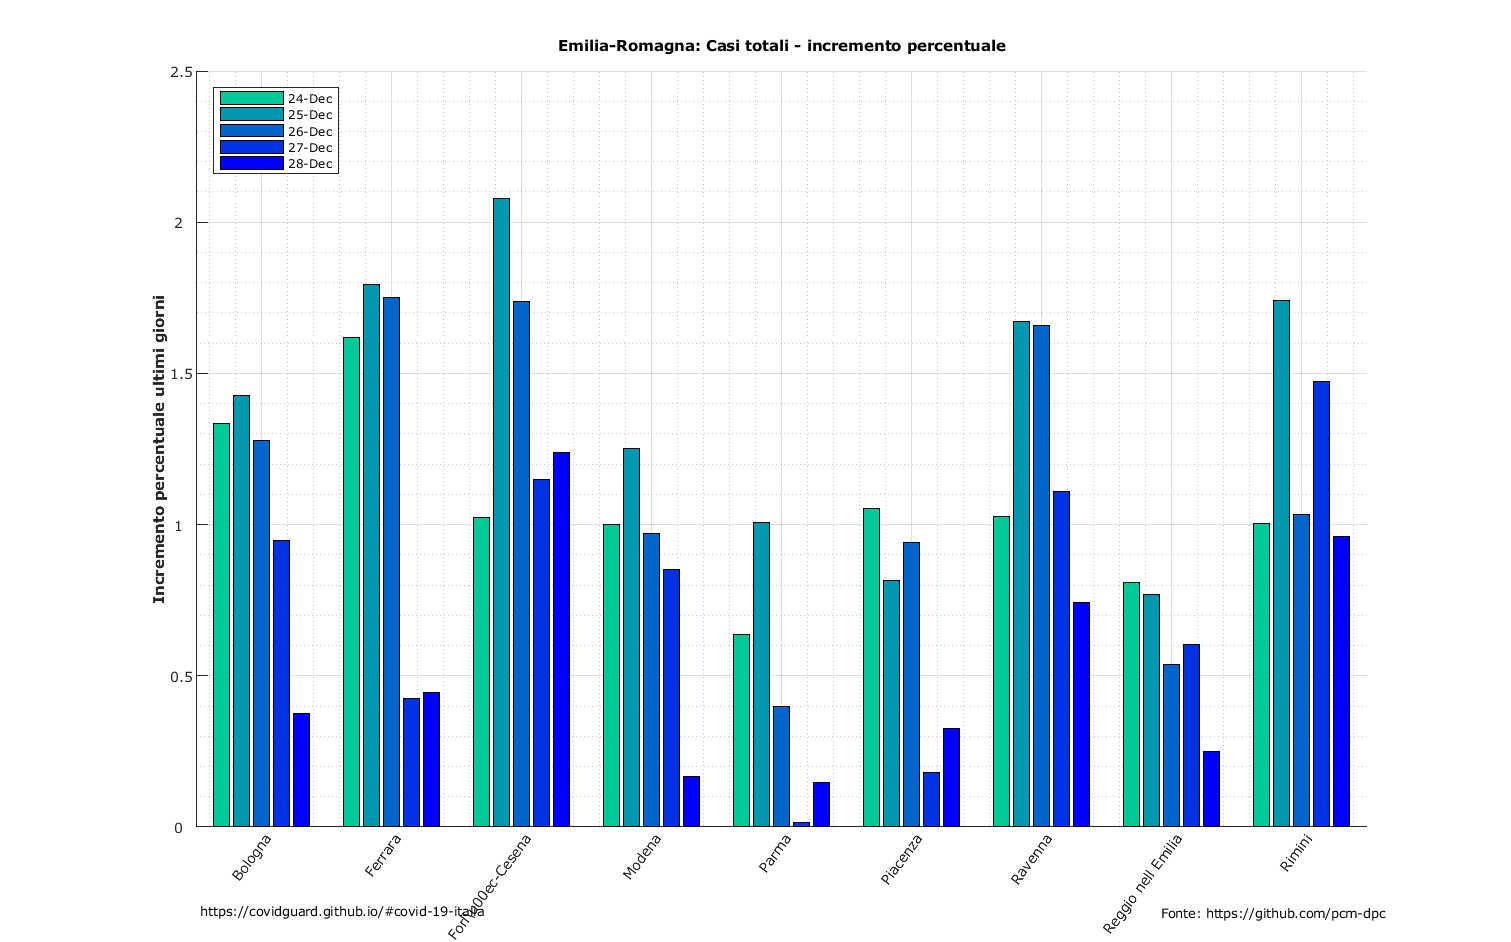 Emilia-Romagna: Casi totali - incremento percentuale
2.5
2
1.5
1
0.5
0
Incremento percentuale ultimi giorni
24-Dec
25-Dec
26-Dec
27-Dec
28-Dec
Bologna
Ferrara
Modena
Parma
Piacenza
Ravenna
Reggio nell Emilia
Rimini
https://covidguard.github.io/#covid-19-italia
Fonte: https://github.com/pcm-dpc